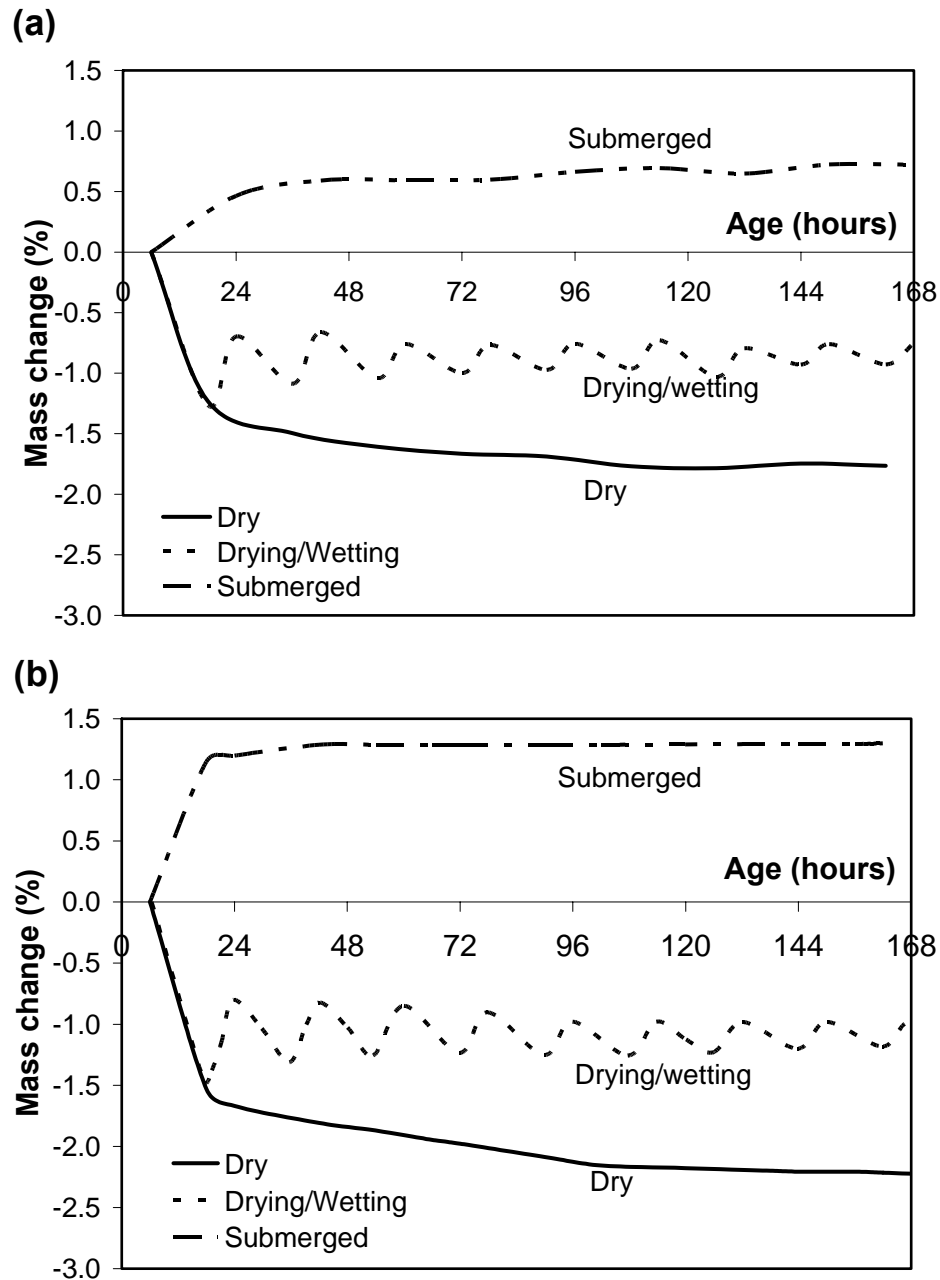 (a)
1.5
1.0
0.5
0.0
-0.5
-1.0
-1.5
-2.0
-2.5
-3.0
Mass change (%)
Submerged
Age (hours)
0 24 48 72 96 120 144 168
Drying/wetting
Dry
Dry
Drying/Wetting
Submerged
(b)
1.5
1.0
0.5
0.0
-0.5
-1.0
-1.5
-2.0
-2.5
-3.0
Mass change (%)
Submerged
Age (hours)
0 24 48 72 96 120 144 168
Drying/wetting
Dry
Dry
Drying/Wetting
Submerged